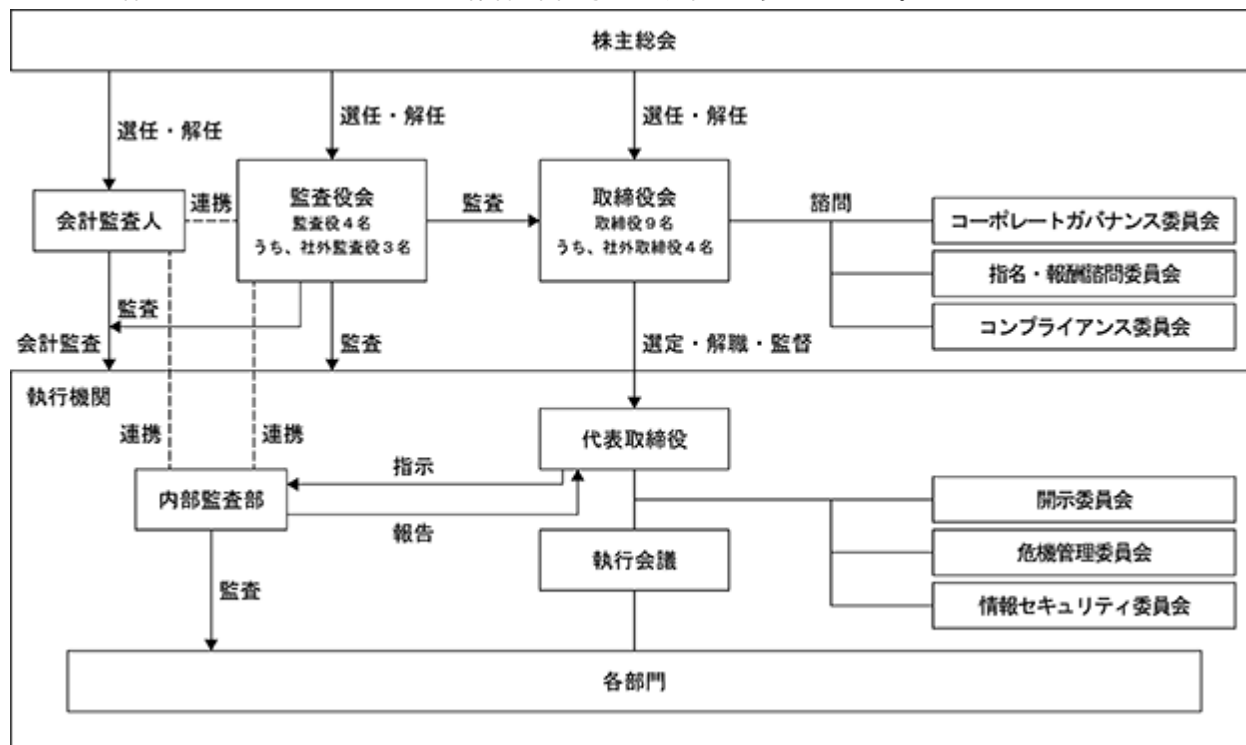 株主総会
選任・解任
選任・解任
選任・解任
会計監査人
連携
監査役会
監査役4名
うち、社外監査役3名
監査
取締役会
取締役9名
うち、社外取締役4名
諮問
コーポレートガバナンス委員会
指名・報酬諮問委員会
コンプライアンス委員会
監査
会計監査
監査
選定・解職・監督
執行機関
連携
連携
代表取締役
指示
内部監査部
報告
執行会議
開示委員会
危機管理委員会
情報セキュリティ委員会
監査
各部門